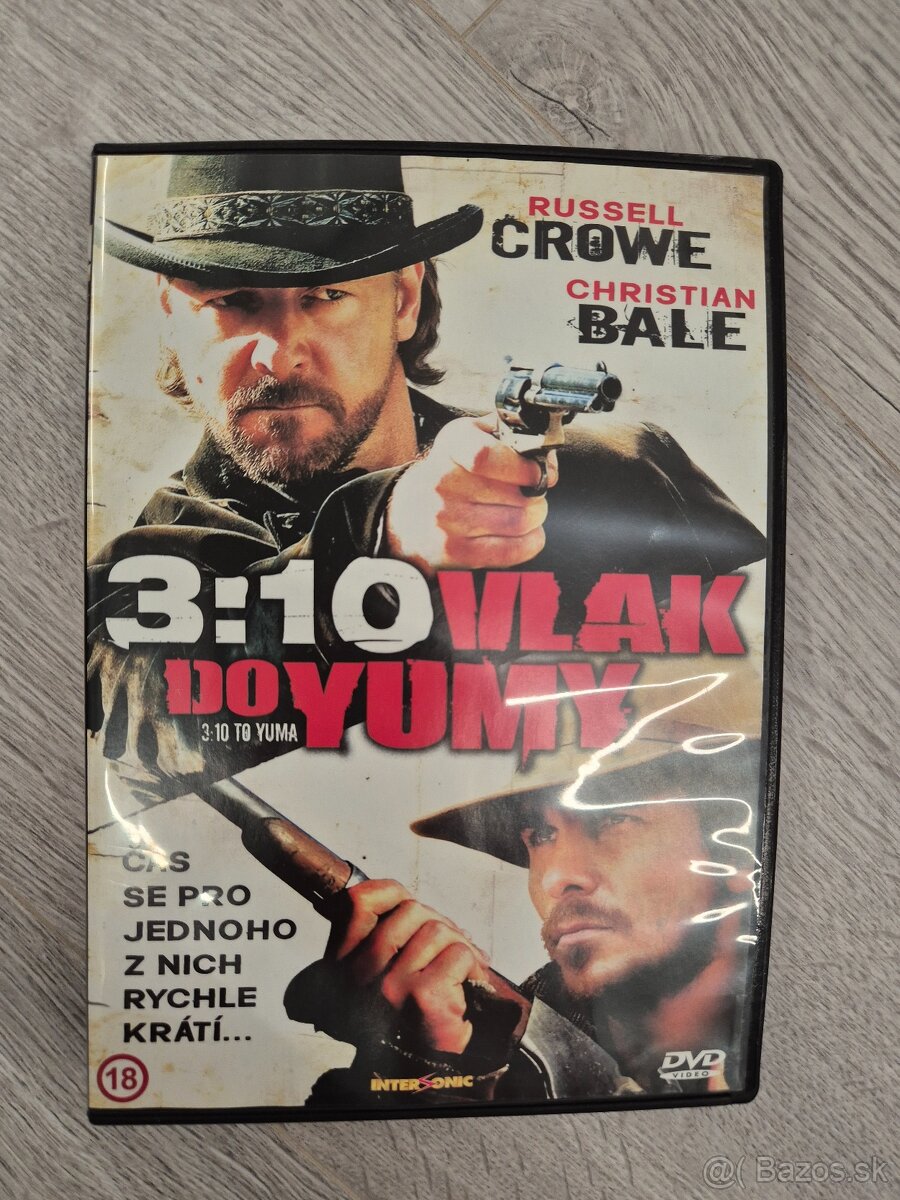 RUSSELL
CROWE
CHRISTIAN
BALE
3:10 VLAK
DO YUMY
3:10 TO YUMA
ČAS
SE PRO
JEDNOHO
Z NICH
RYCHLE
KRÁTÍ...
18
INTERSONIC
DVD
VIDEO
@( Bazos.sk